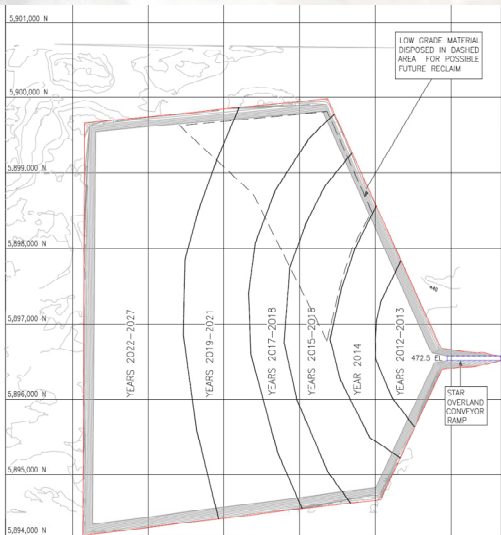 5,901,000 N
LOW GRADE MATERIAL
DISPOSED IN DASHED
AREA FOR POSSIBLE
FUTURE RECLAIM
5,900,000 N
5,899,000 N
5,898,000 N
5,897,000 N
5,896,000 N
5,895,000 N
5,894,000 N
YEARS 2022-2027
YEARS 2019-2021
YEARS 2017-2018
YEARS 2015-2016
YEAR 2014
YEARS 2012-2013
472.5 EL
STAR
OVERLAND
CONVEYOR
RAMP